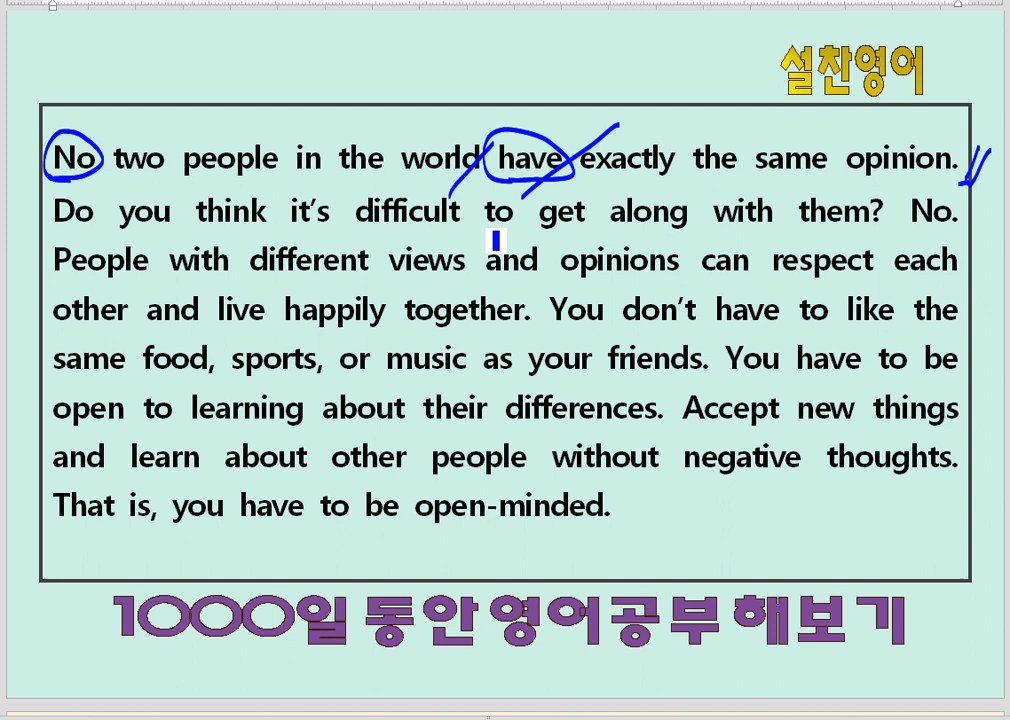 설찬영어
No two people in the world have exactly the same opinion.
Do you think it's difficult to get along with them? No.
People with different views and opinions can respect each
other and live happily together. You don't have to like the
same food, sports, or music as your friends. You have to be
open to learning about their differences. Accept new things
and learn about other people without negative thoughts.
That is, you have to be open-minded.
1000일 동안 영어공부 해보기